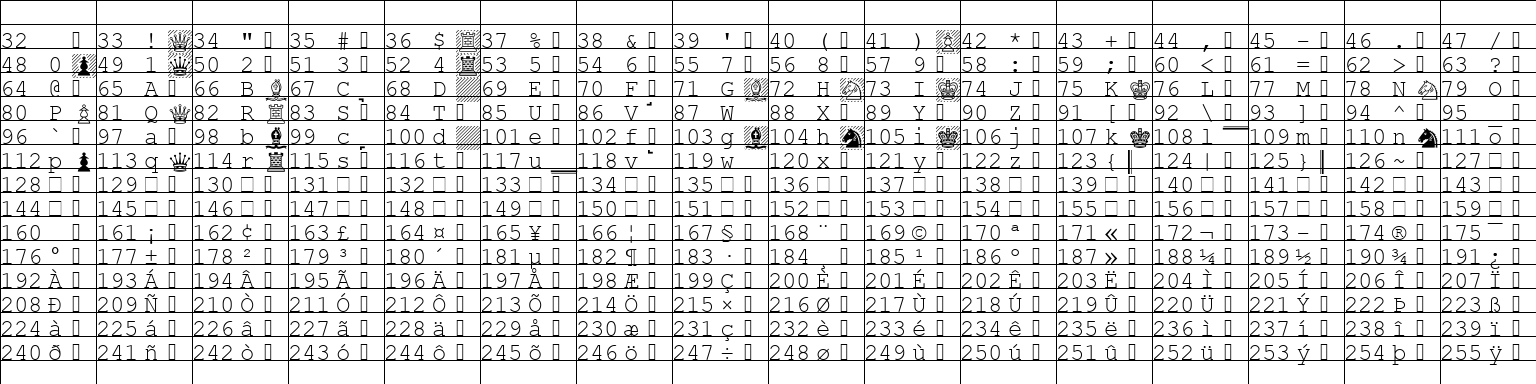 32 33 ! ♕ 34 " 35 # 36 $ ♖ 37 % 38 & 39 ' 40 ( 41 ) ♙ 42 * 43 + 44 , 45 - 46 . 47 /
48 0 ♟ 49 1 ♛ 50 2 51 3 52 4 ♜ 53 5 54 6 55 7 56 8 57 9 58 : 59 ; 60 < 61 = 62 > 63 ?
64 @ 65 A 66 B ♗ 67 C 68 D 69 E 70 F 71 G ♗ 72 H ♘ 73 I ♔ 74 J 75 K ♔ 76 L 77 M 78 N ♘ 79 O
80 P ♙ 81 Q ♕ 82 R ♖ 83 S 84 T 85 U 86 V 87 W 88 X 89 Y 90 Z 91 [ 92 \ 93 ] 94 ^ 95
96 ` 97 a 98 b ♝ 99 c 100 d 101 e 102 f 103 g ♝ 104 h ♞ 105 i ♚ 106 j 107 k ♚ 108 l 109 m 110 n ♞ 111 o
112 p ♟ 113 q ♛ 114 r ♜ 115 s 116 t 117 u 118 v 119 w 120 x 121 y 122 z 123 { 124 | 125 } 126 ~ 127
128 129 130 131 132 133 134 135 136 137 138 139 140 141 142 143
144 145 146 147 148 149 150 151 152 153 154 155 156 157 158 159
160 161 ¡ 162 ¢ 163 £ 164 ¤ 165 ¥ 166 ¦ 167 § 168 ¨ 169 © 170 ª 171 « 172 ¬ 173 - 174 ® 175 ¯
176 ° 177 ± 178 ² 179 ³ 180 ´ 181 µ 182 ¶ 183 · 184 ¸ 185 ¹ 186 º 187 » 188 ¼ 189 ½ 190 ¾ 191 ¿
192 À 193 Á 194 Â 195 Ã 196 Ä 197 Å 198 Æ 199 Ç 200 È 201 É 202 Ê 203 Ë 204 Ì 205 Í 206 Î 207 Ï
208 Ð 209 Ñ 210 Ò 211 Ó 212 Ô 213 Õ 214 Ö 215 × 216 Ø 217 Ù 218 Ú 219 Û 220 Ü 221 Ý 222 Þ 223 ß
224 à 225 á 226 â 227 ã 228 ä 229 å 230 æ 231 ç 232 è 233 é 234 ê 235 ë 236 ì 237 í 238 î 239 ï
240 ð 241 ñ 242 ò 243 ó 244 ô 245 õ 246 ö 247 ÷ 248 ø 249 ù 250 ú 251 û 252 ü 253 ý 254 þ 255 ÿ